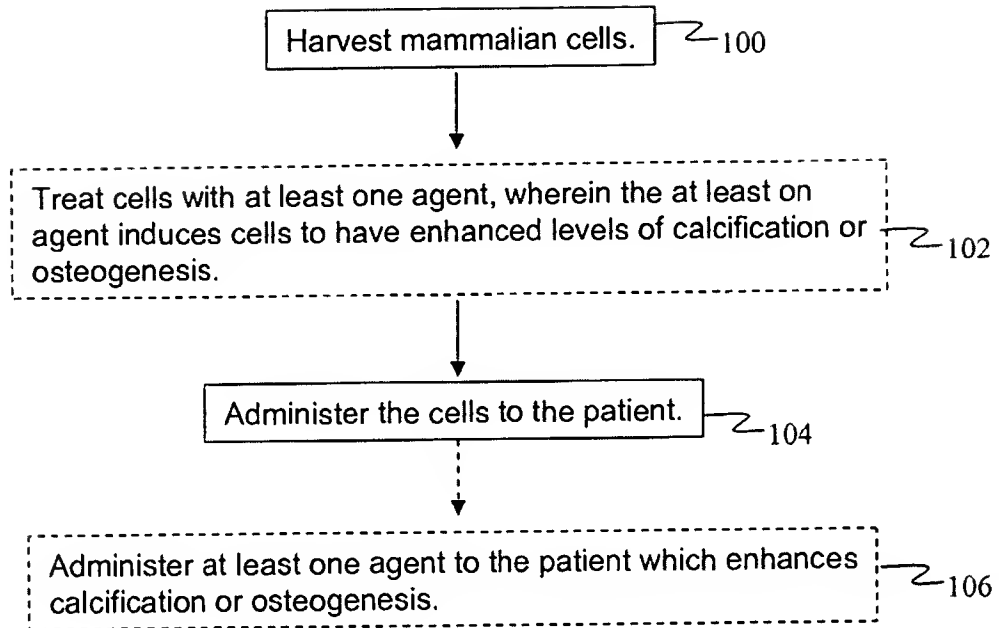 Harvest mammalian cells.
100
Treat cells with at least one agent, wherein the at least on
agent induces cells to have enhanced levels of calcification or
osteogenesis.
102
Administer the cells to the patient.
104
Administer at least one agent to the patient which enhances
calcification or osteogenesis.
106